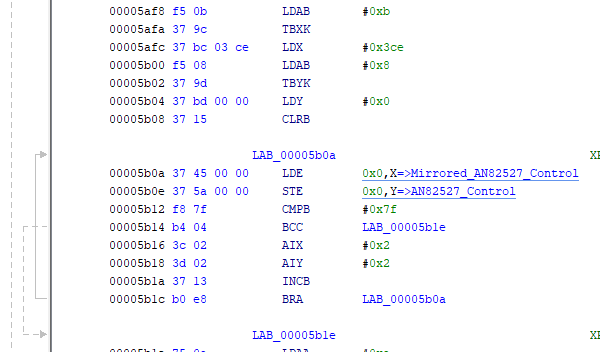 00005af8 f5 0b LDAB #0xb
00005afa 37 9c TBXK
00005afc 37 bc 03 ce LDX #0x3ce
00005b00 f5 08 LDAB #0x8
00005b02 37 9d TBYK
00005b04 37 bd 00 00 LDY #0x0
00005b08 37 15 CLRB
LAB_00005b0a XR
00005b0a 37 45 00 00 LDE 0x0,X=>Mirrored_AN82527_Control
00005b0e 37 5a 00 00 STE 0x0,Y=>AN82527_Control
00005b12 f8 7f CMPB #0x7f
00005b14 b4 04 BCC LAB_00005b1e
00005b16 3c 02 AIX #0x2
00005b18 3d 02 AIY #0x2
00005b1a 37 13 INCB
00005b1c b0 e8 BRA LAB_00005b0a
LAB_00005b1e XR